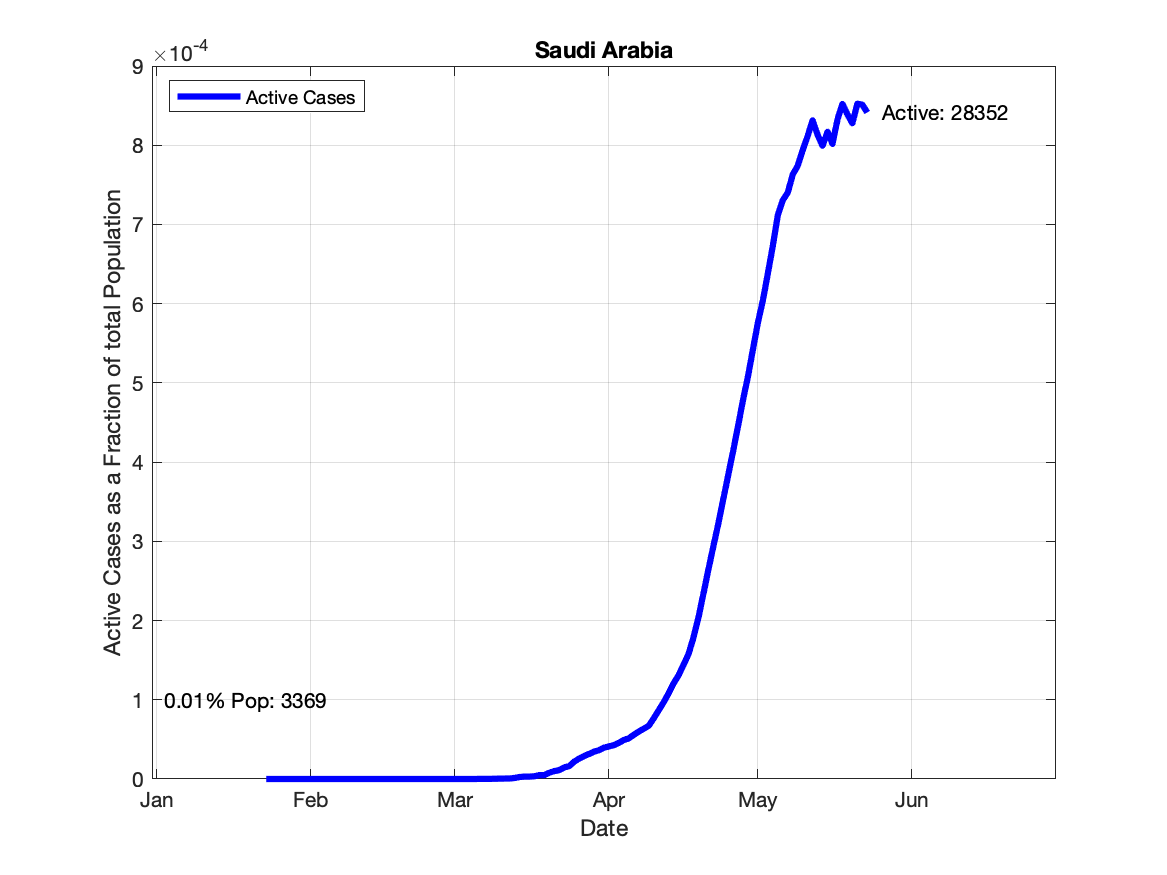 Saudi Arabia
×10-4
Active Cases
Active: 28352
9
8
7
6
5
4
3
2
1
0
0.01% Pop: 3369
Active Cases as a Fraction of total Population
Jan Feb Mar Apr May Jun
Date